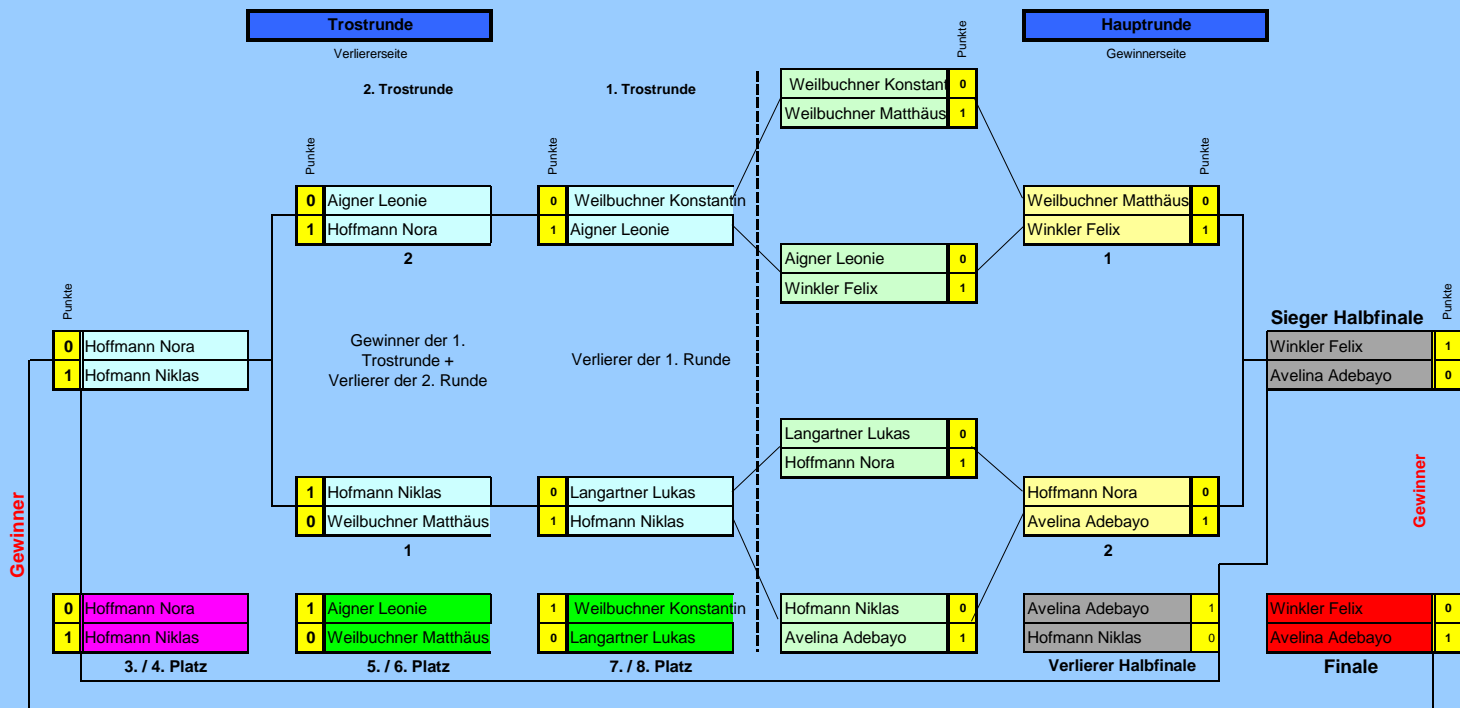 Trostrunde
Hauptrunde
Verliererseite
Gewinnerseite
Punkte
2. Trostrunde
1. Trostrunde
Weilbuchner Konstant 0
Weilbuchner Matthäus 1
Punkte
Punkte
Punkte
0 Aigner Leonie
1 Hoffmann Nora
2
0 Weilbuchner Konstantin
1 Aigner Leonie
Weilbuchner Matthäus 0
Winkler Felix 1
1
Aigner Leonie 0
Winkler Felix 1
Punkte
Punkte
Sieger Halbfinale
0 Hoffmann Nora
1 Hofmann Niklas
Gewinner der 1.
Trostrunde +
Verlierer der 2. Runde
Verlierer der 1. Runde
Winkler Felix 1
Avelina Adebayo 0
Langartner Lukas 0
Hoffmann Nora 1
Gewinner
Gewinner
1 Hofmann Niklas
0 Weilbuchner Matthäus
1
0 Langartner Lukas
1 Hofmann Niklas
Hoffmann Nora 0
Avelina Adebayo 1
2
0 Hoffmann Nora
1 Hofmann Niklas
3. / 4. Platz
1 Aigner Leonie
0 Weilbuchner Matthäus
5. / 6. Platz
1 Weilbuchner Konstantin
0 Langartner Lukas
7. / 8. Platz
Hofmann Niklas 0
Avelina Adebayo 1
Avelina Adebayo 1
Hofmann Niklas 0
Verlierer Halbfinale
Winkler Felix 0
Avelina Adebayo 1
Finale